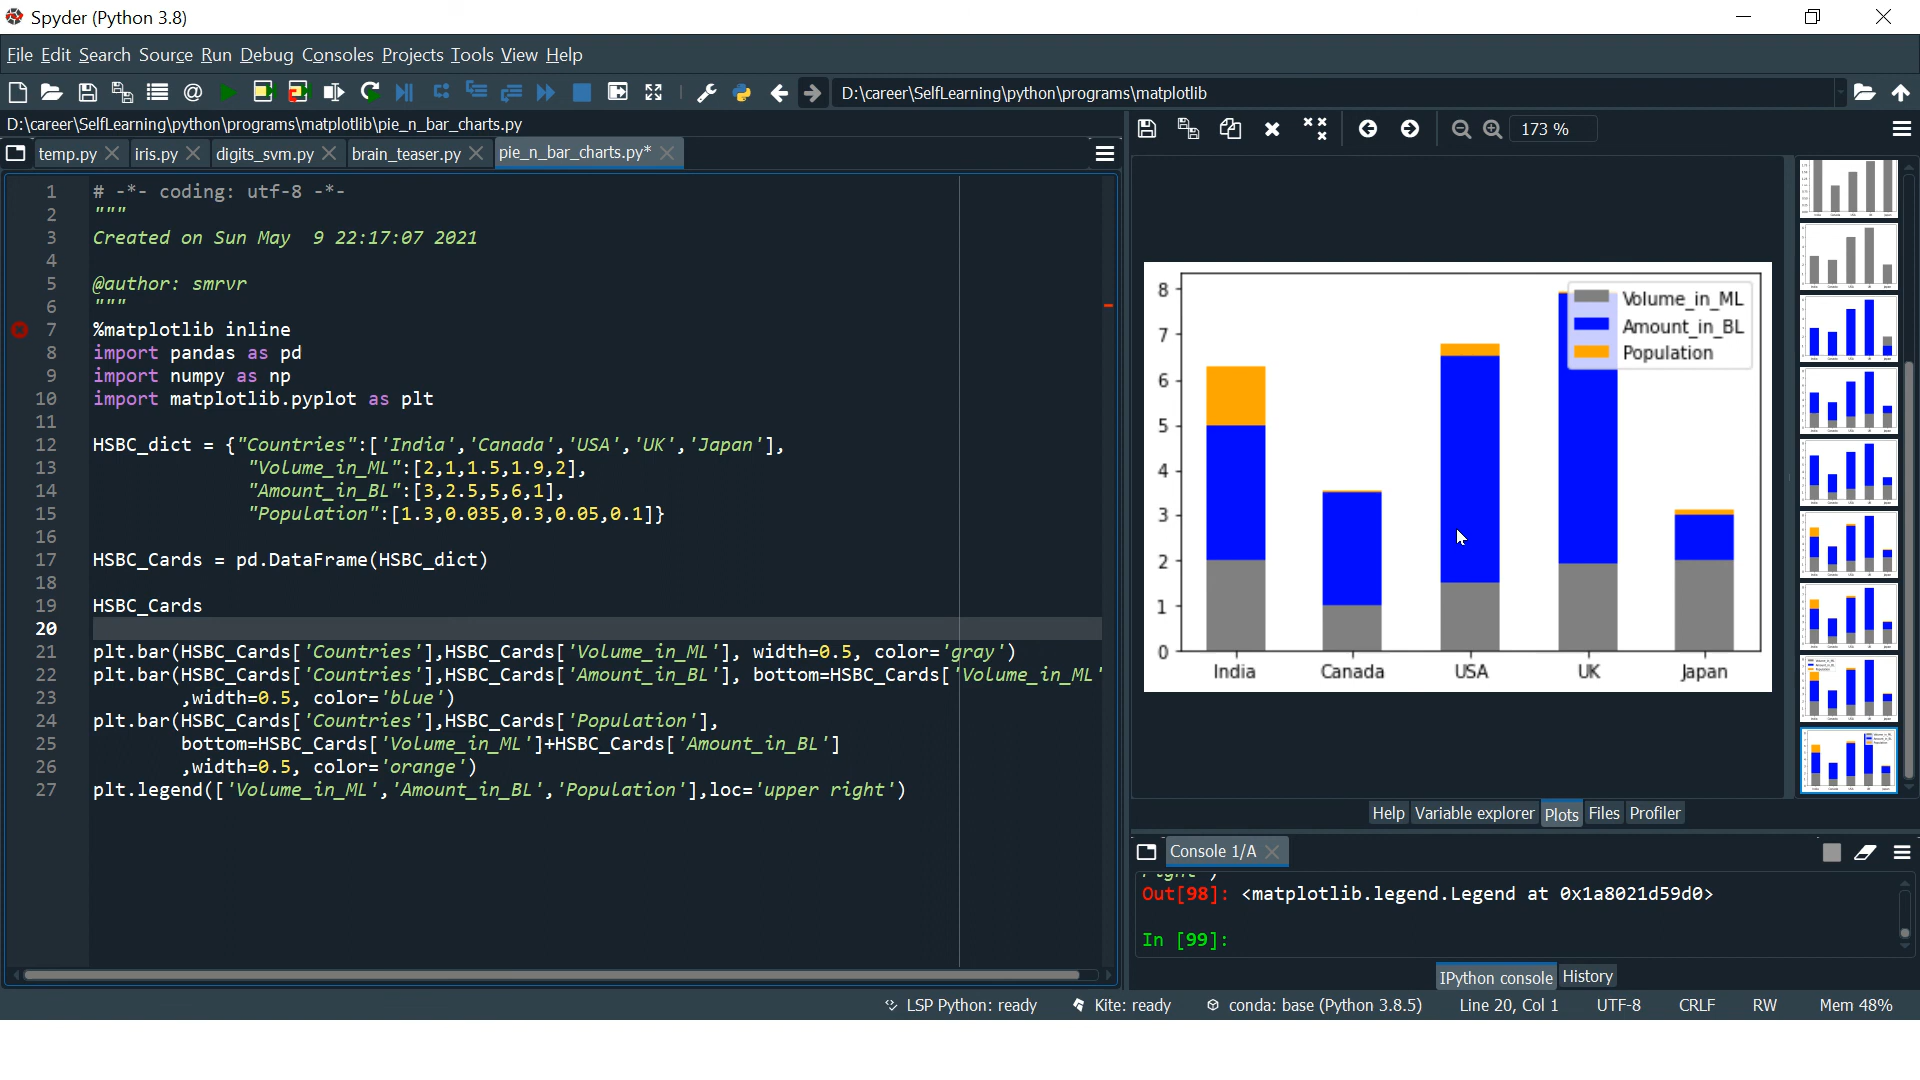 Spyder (Python 3.8)
File Edit Search Source Run Debug Consoles Projects Tools View Help
D:\career\SelfLearning\python\programs\matplotlib
D:\career\SelfLearning\python\programs\matplotlib\pie_n_bar_charts.py
temp.py iris.py digits_svm.py brain_teaser.py pie_n_bar_charts.py*
173 %
1 # -*- coding: utf-8 -*-
2 """
3 Created on Sun May  9 22:17:07 2021
4
5 @author: smrvr
6 """
7 %matplotlib inline
8 import pandas as pd
9 import numpy as np
10 import matplotlib.pyplot as plt
11
12 HSBC_dict = {"Countries":['India','Canada','USA','UK','Japan'],
13 "Volume_in_ML":[2,1,1.5,1.9,2],
14 "Amount_in_BL":[3,2.5,5,6,1],
15 "Population":[1.3,0.035,0.3,0.05,0.1]}
16
17 HSBC_Cards = pd.DataFrame(HSBC_dict)
18
19 HSBC_Cards
20
21 plt.bar(HSBC_Cards['Countries'],HSBC_Cards['Volume_in_ML'], width=0.5, color='gray')
22 plt.bar(HSBC_Cards['Countries'],HSBC_Cards['Amount_in_BL'], bottom=HSBC_Cards['Volume_in_ML'
23 ,width=0.5, color='blue')
24 plt.bar(HSBC_Cards['Countries'],HSBC_Cards['Population'],
25 bottom=HSBC_Cards['Volume_in_ML']+HSBC_Cards['Amount_in_BL']
26 ,width=0.5, color='orange')
27 plt.legend(['Volume_in_ML','Amount_in_BL','Population'],loc='upper right')
8
7
6
5
4
3
2
1
0
Volume_in_ML
Amount_in_BL
Population
India Canada USA UK Japan
Help Variable explorer Plots Files Profiler
Console 1/A
Out[98]: <matplotlib.legend.Legend at 0x1a8021d59d0>
In [99]:
IPython console History
LSP Python: ready Kite: ready conda: base (Python 3.8.5) Line 20, Col 1 UTF-8 CRLF RW Mem 48%